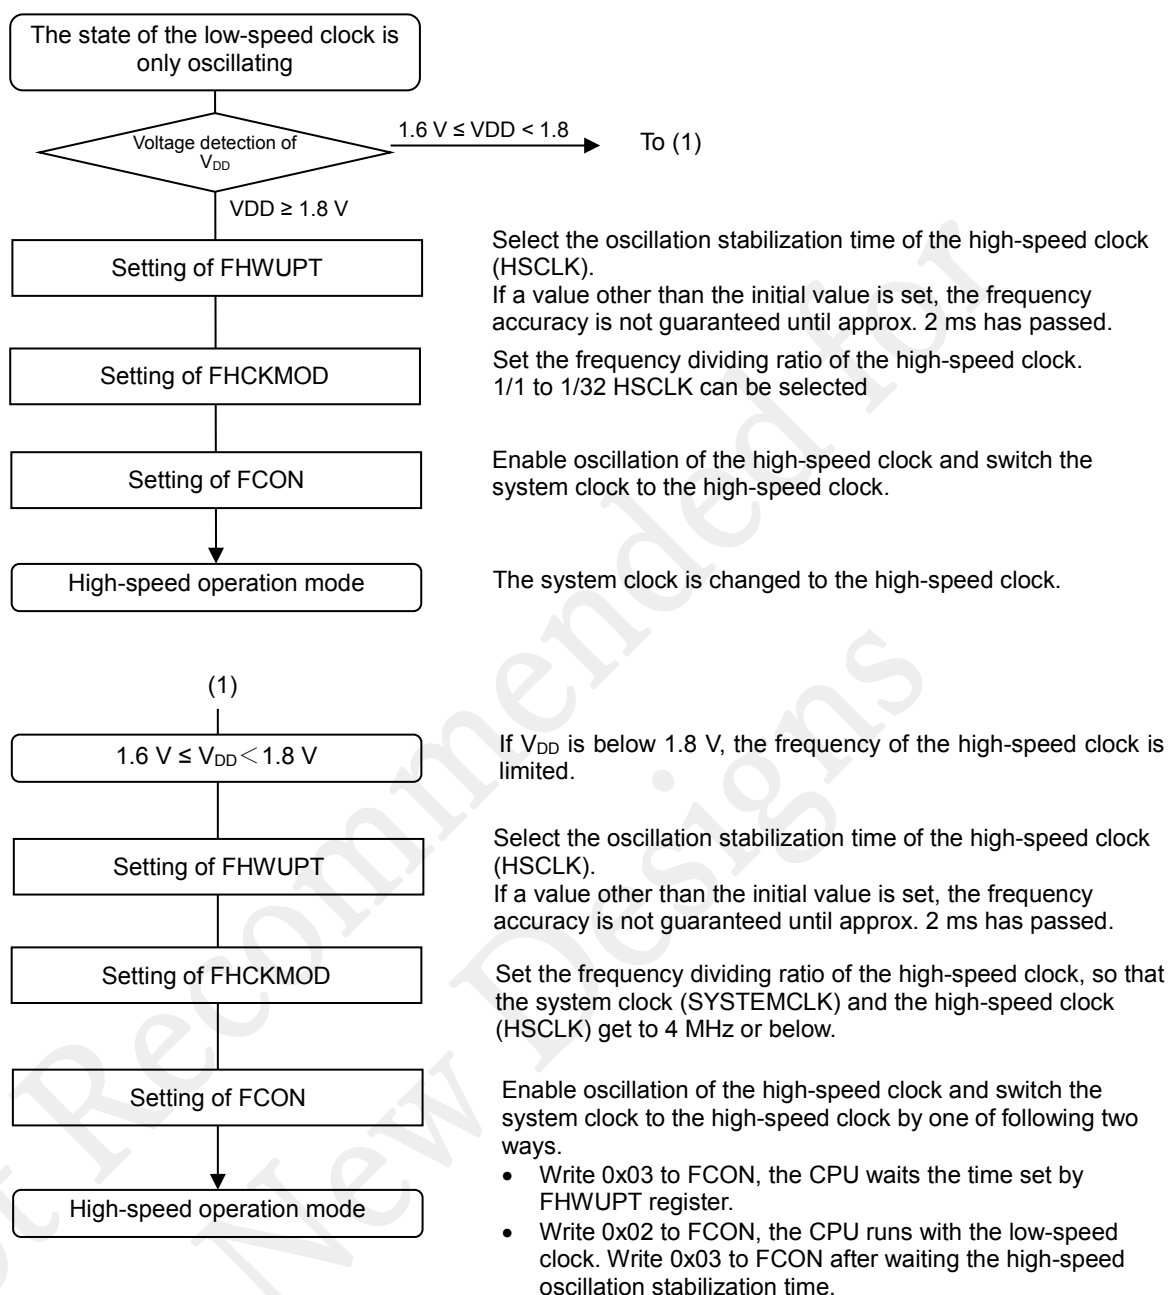 The state of the low-speed clock is
only oscillating
Voltage detection of
VDD
1.6 V ≤ VDD < 1.8
To (1)
VDD ≥ 1.8 V
Setting of FHWUPT
Select the oscillation stabilization time of the high-speed clock
(HSCLK).
If a value other than the initial value is set, the frequency
accuracy is not guaranteed until approx. 2 ms has passed.
Setting of FHCKMOD
Set the frequency dividing ratio of the high-speed clock.
1/1 to 1/32 HSCLK can be selected
Setting of FCON
Enable oscillation of the high-speed clock and switch the
system clock to the high-speed clock.
High-speed operation mode
The system clock is changed to the high-speed clock.
(1)
1.6 V ≤ VDD＜1.8 V
If VDD is below 1.8 V, the frequency of the high-speed clock is
limited.
Setting of FHWUPT
Select the oscillation stabilization time of the high-speed clock
(HSCLK).
If a value other than the initial value is set, the frequency
accuracy is not guaranteed until approx. 2 ms has passed.
Setting of FHCKMOD
Set the frequency dividing ratio of the high-speed clock, so that
the system clock (SYSTEMCLK) and the high-speed clock
(HSCLK) get to 4 MHz or below.
Setting of FCON
Enable oscillation of the high-speed clock and switch the
system clock to the high-speed clock by one of following two
ways.
• Write 0x03 to FCON, the CPU waits the time set by
FHWUPT register.
• Write 0x02 to FCON, the CPU runs with the low-speed
clock. Write 0x03 to FCON after waiting the high-speed
oscillation stabilization time.
High-speed operation mode
Recommended for
New Designs